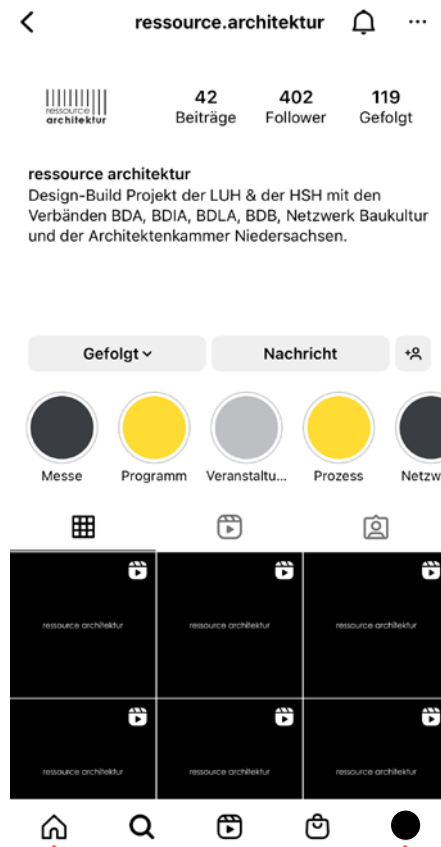 ressource.architektur
ressource
architektur
42 402 119
Beiträge Follower Gefolgt
ressource architektur
Design-Build Projekt der LUH & der HSH mit den
Verbänden BDA, BDIA, BDLA, BDB, Netzwerk Baukultur
und der Architektenkammer Niedersachsen.
Gefolgt Nachricht
Messe Programm Veranstaltu... Prozess Netzw
ressource architektur ressource architektur ressource architektur
ressource architektur ressource architektur ressource architektur